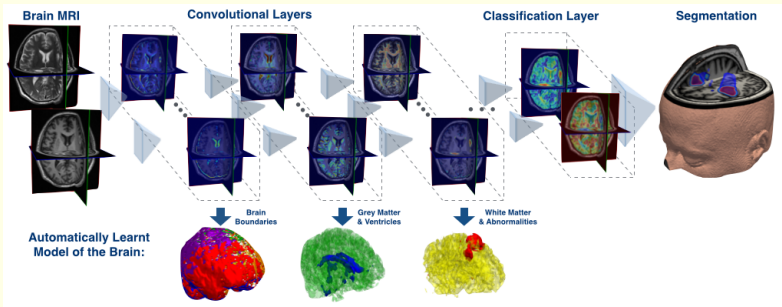 Brain MRI
Convolutional Layers
Classification Layer
Segmentation
Brain
Boundaries
Grey Matter
& Ventricles
White Matter
& Abnormalities
Automatically Learnt
Model of the Brain: